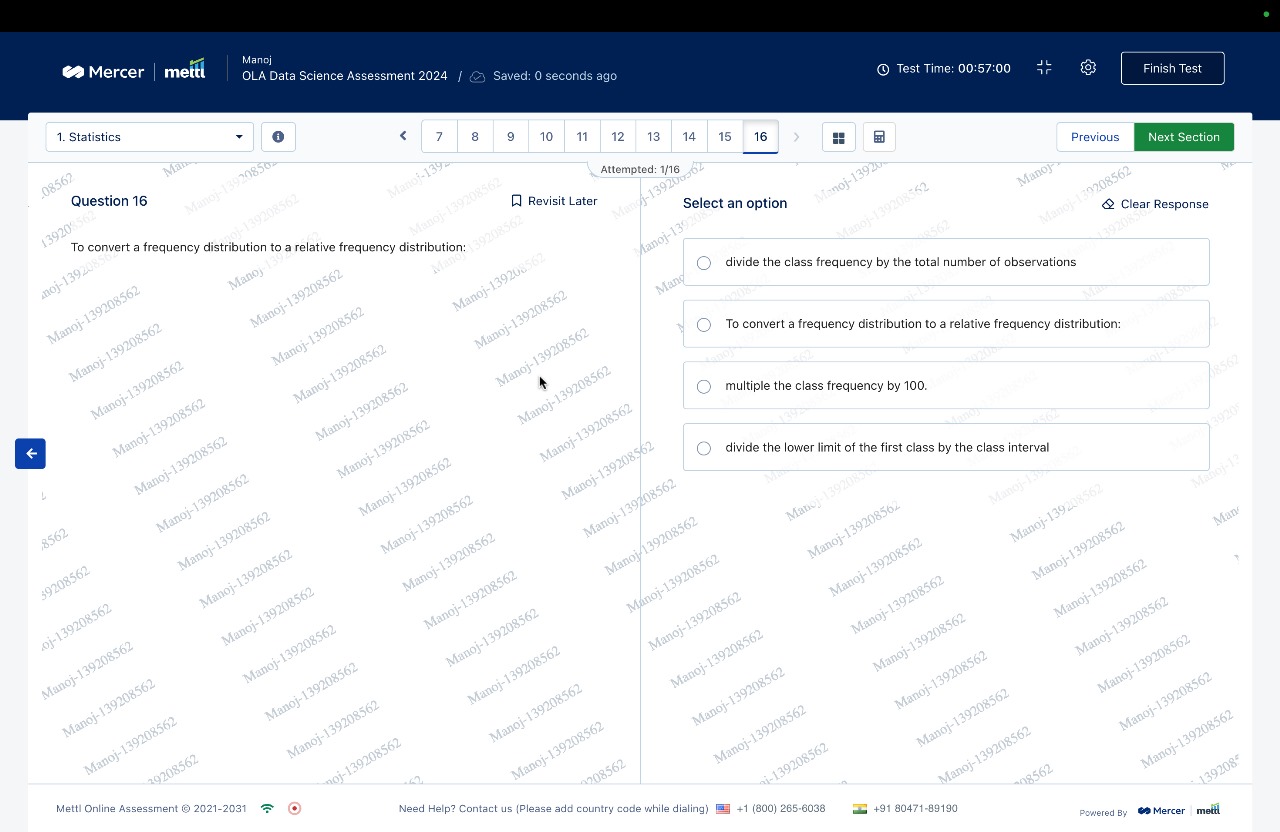 Mercer | mettl
Manoj
OLA Data Science Assessment 2024 / Saved: 0 seconds ago
Test Time: 00:57:00
Finish Test
1. Statistics
7 8 9 10 11 12 13 14 15 16
Previous
Next Section
Attempted: 1/16
Question 16
Revisit Later
To convert a frequency distribution to a relative frequency distribution:
Select an option
Clear Response
divide the class frequency by the total number of observations
To convert a frequency distribution to a relative frequency distribution:
multiple the class frequency by 100.
divide the lower limit of the first class by the class interval
Manoj-139208562
Mettl Online Assessment © 2021-2031
Need Help? Contact us (Please add country code while dialing) +1 (800) 265-6038 +91 80471-89190
Powered By Mercer | mettl